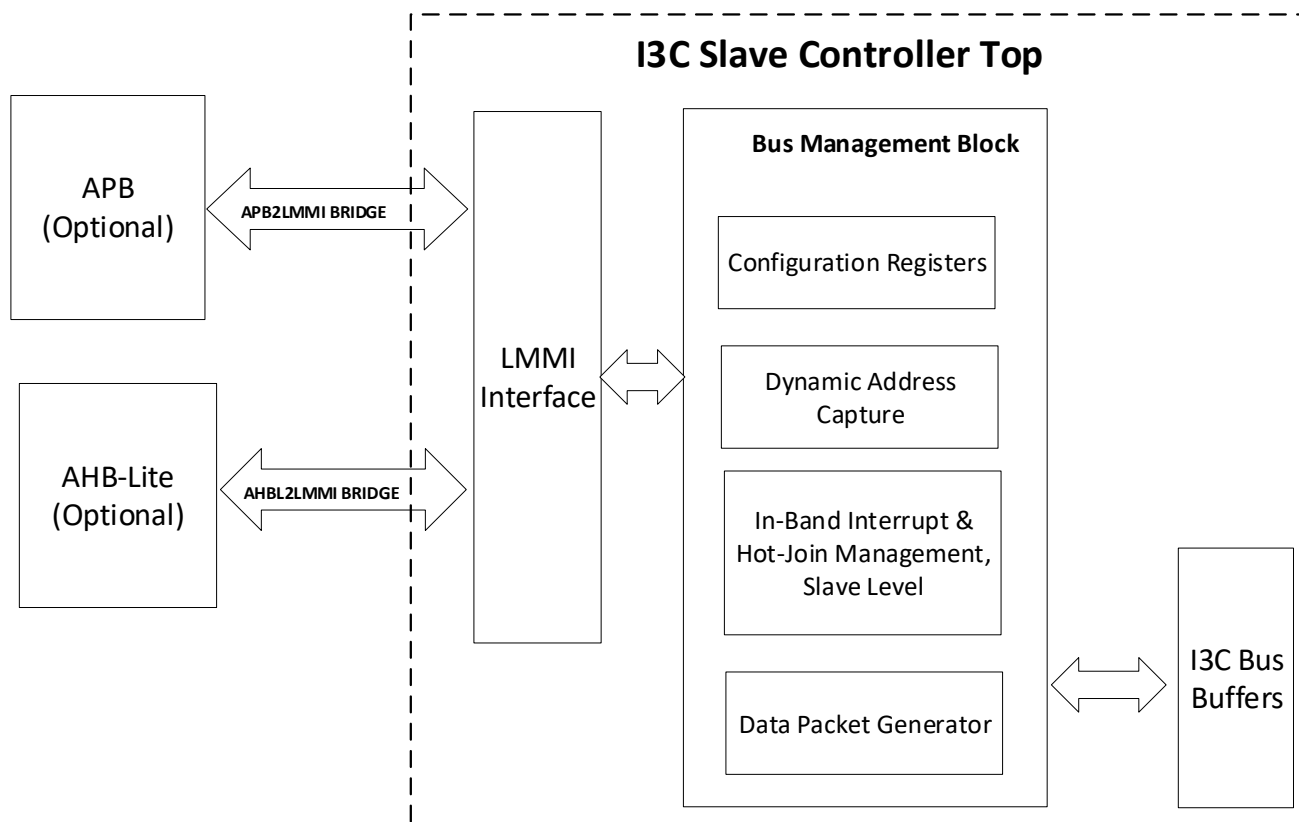 I3C Slave Controller Top
APB
(Optional)
APB2LMMI BRIDGE
AHB-Lite
(Optional)
AHBL2LMMI BRIDGE
LMMI
Interface
Bus Management Block
Configuration Registers
Dynamic Address
Capture
In-Band Interrupt &
Hot-Join Management,
Slave Level
Data Packet Generator
I3C Bus
Buffers